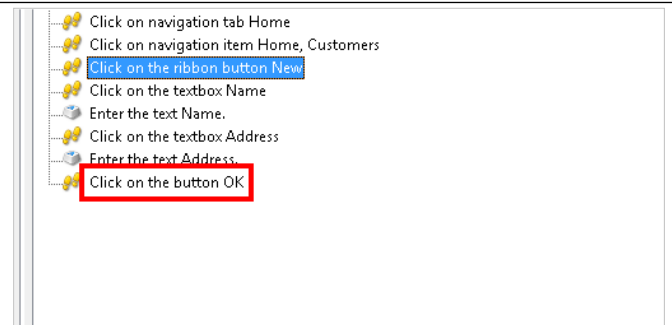 Click on navigation tab Home
Click on navigation item Home, Customers
Click on the ribbon button New
Click on the textbox Name
Enter the text Name.
Click on the textbox Address
Enter the text Address.
Click on the button OK